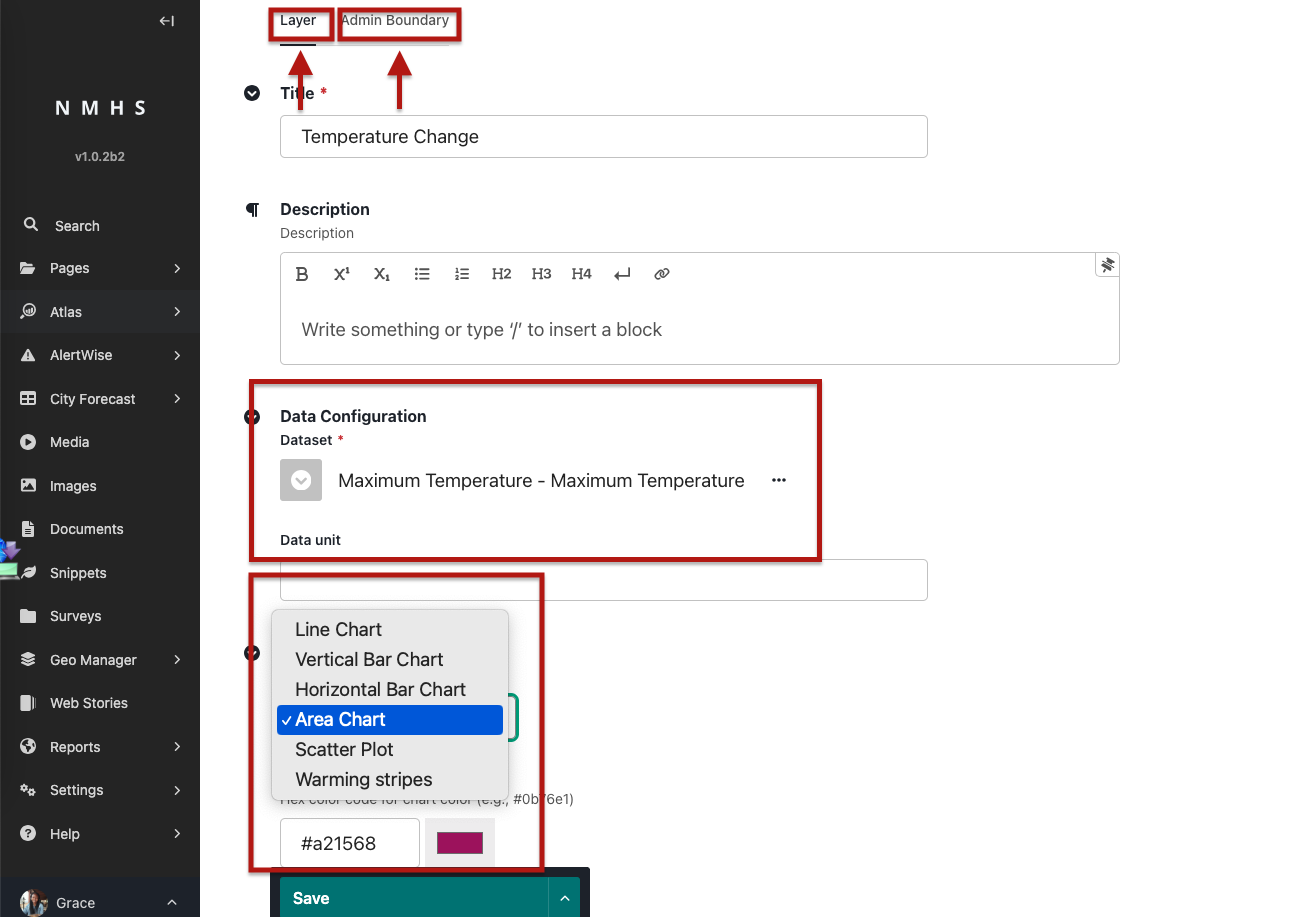 NMHS
v1.0.2b2
Search
Pages
Atlas
AlertWise
City Forecast
Media
Images
Documents
Snippets
Surveys
Geo Manager
Web Stories
Reports
Settings
Help
Grace
Layer
Admin Boundary
Title *
Temperature Change
Description
Description
B X¹ X₁ H2 H3 H4
Write something or type ‘/’ to insert a block
Data Configuration
Dataset *
Maximum Temperature - Maximum Temperature
Data unit
Line Chart
Vertical Bar Chart
Horizontal Bar Chart
✓ Area Chart
Scatter Plot
Warming stripes
Hex color code for chart color (e.g., #0b76e1)
#a21568
Save